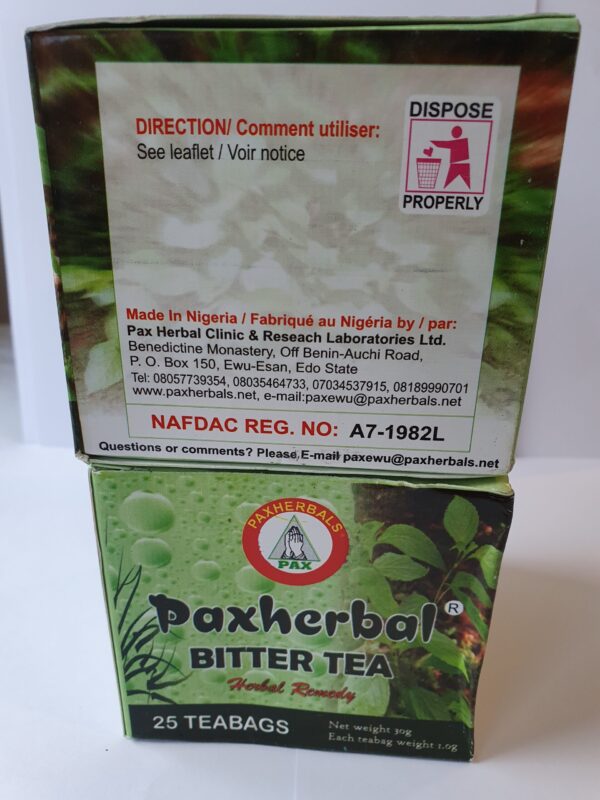 DISPOSE
PROPERLY
DIRECTION/ Comment utiliser:
See leaflet / Voir notice
Made In Nigeria / Fabriqué au Nigéria by / par:
Pax Herbal Clinic & Reseach Laboratories Ltd.
Benedictine Monastery, Off Benin-Auchi Road,
P. O. Box 150, Ewu-Esan, Edo State
Tel: 08057739354, 08035464733, 07034537915, 08189990701
www.paxherbals.net, e-mail:paxewu@paxherbals.net
NAFDAC REG. NO: A7-1982L
Questions or comments? Please E-mail paxewu@paxherbals.net
PAXHERBALS
PAX
Paxherbal ®
BITTER TEA
Herbal Remedy
25 TEABAGS
Net weight 30g
Each teabag weight 1.0g